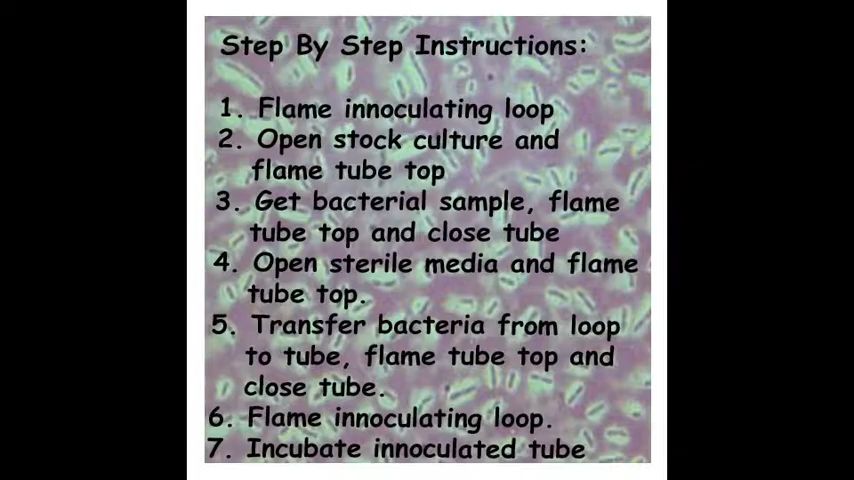 Step By Step Instructions:
1. Flame innoculating loop
2. Open stock culture and
flame tube top
3. Get bacterial sample, flame
tube top and close tube
4. Open sterile media and flame
tube top.
5. Transfer bacteria from loop
to tube, flame tube top and
close tube.
6. Flame innoculating loop.
7. Incubate innoculated tube